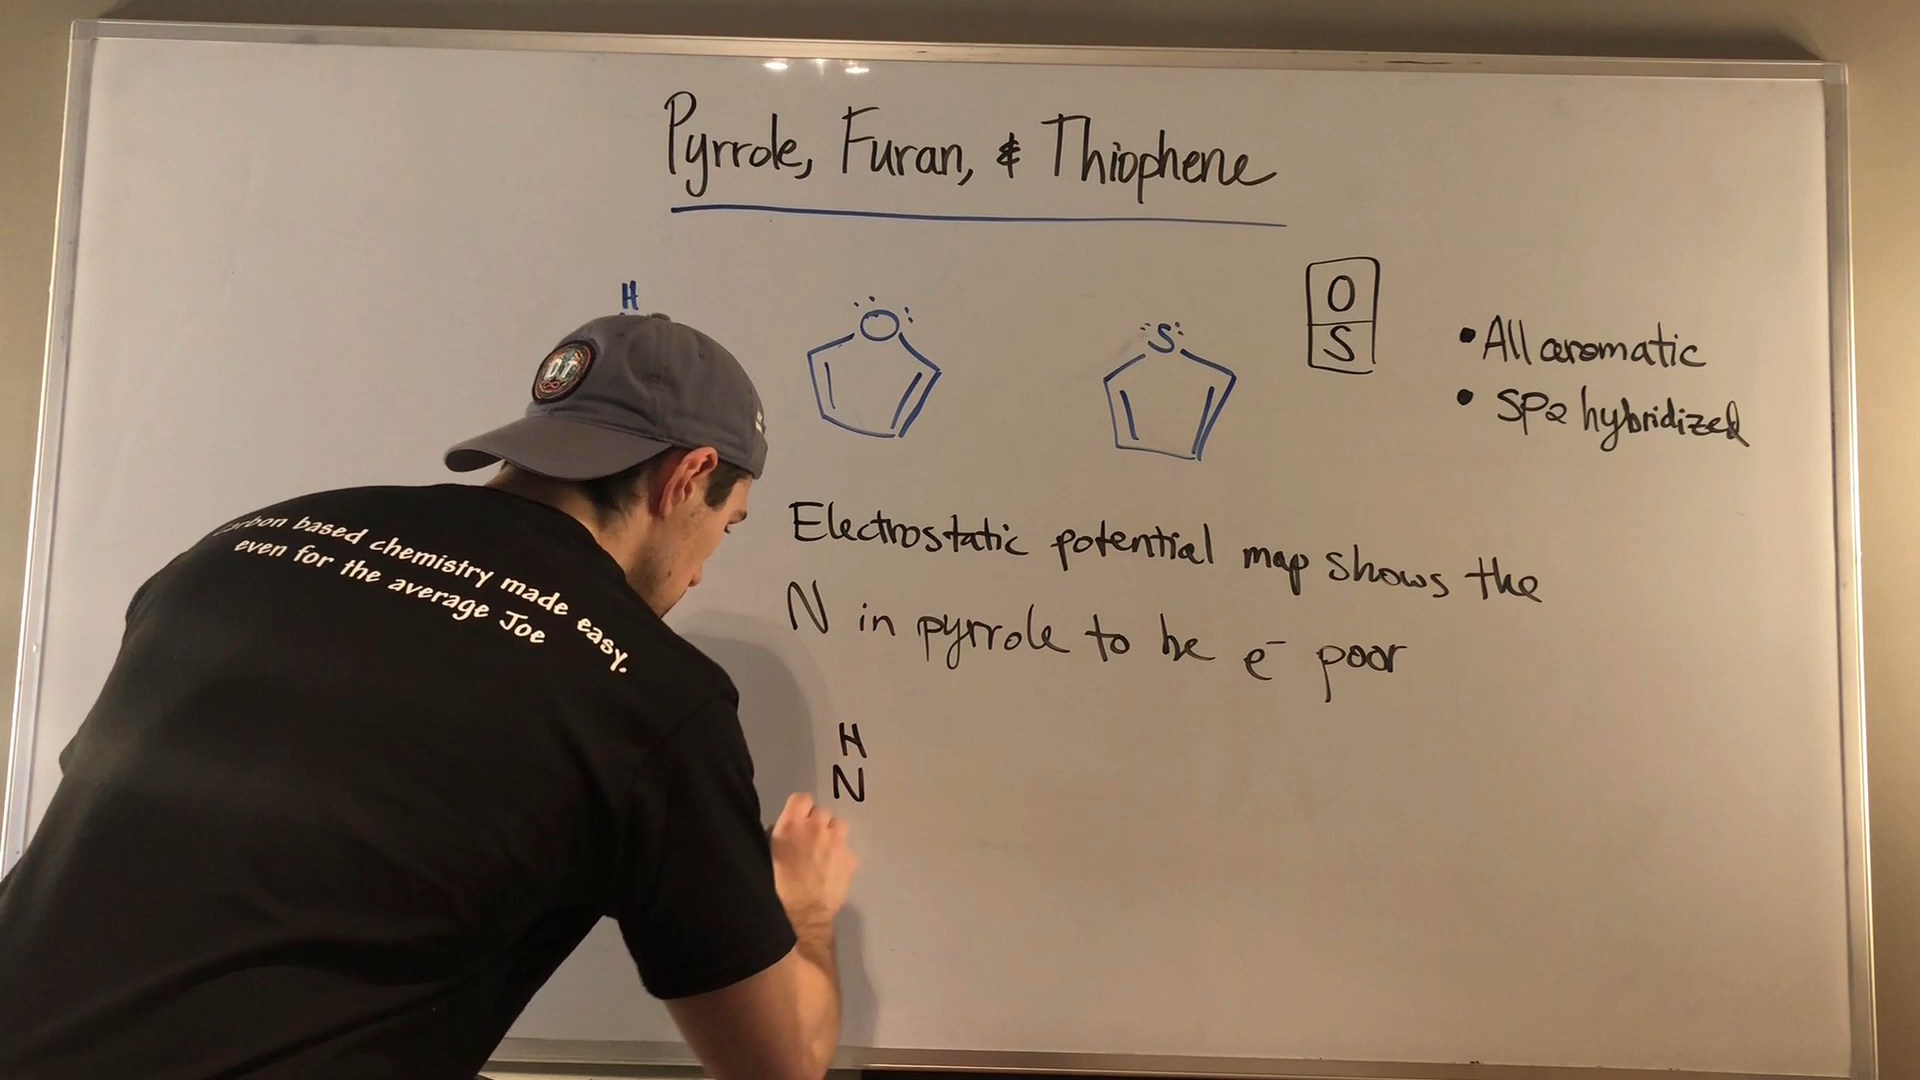 Pyrrole, Furan, & Thiophene
H
O
S
O
S
• All aromatic
• SP2 hybridized
Electrostatic potential map shows the
N in pyrrole to be e⁻ poor
H
N
carbon based chemistry made easy.
even for the average Joe